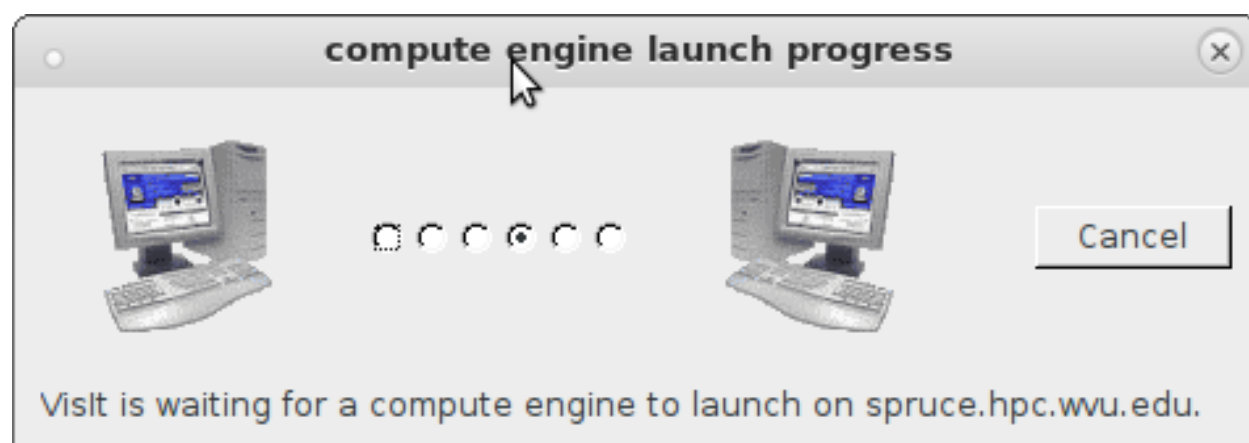 compute engine launch progress
Cancel
VisIt is waiting for a compute engine to launch on spruce.hpc.wvu.edu.